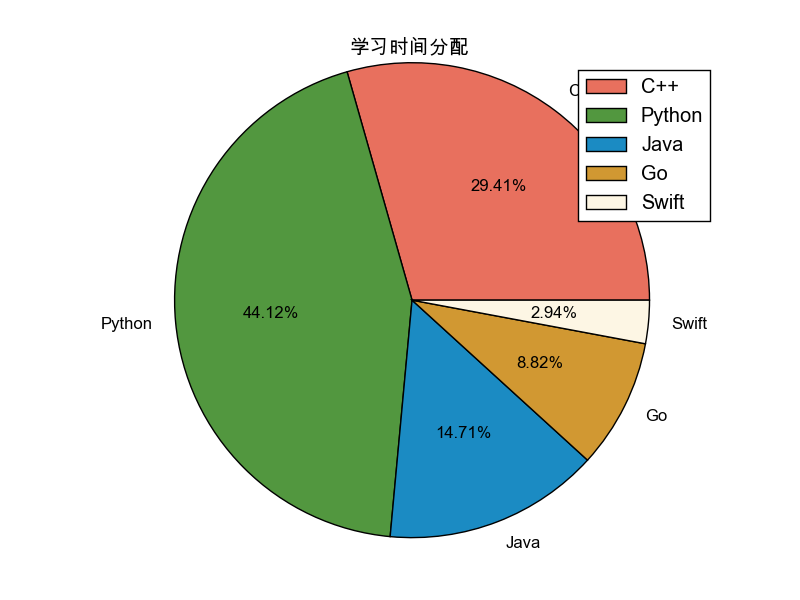 学习时间分配
C++
Python
Java
Go
Swift
29.41%
44.12%
2.94%
8.82%
14.71%
Python
Swift
Go
Java